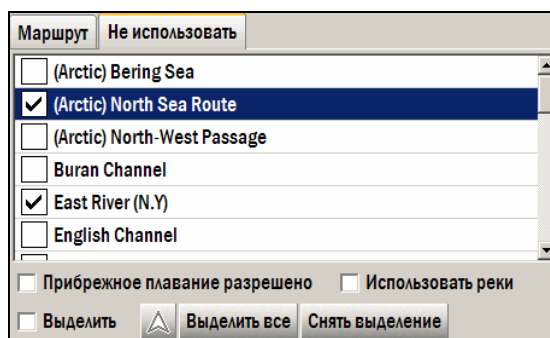 Маршрут Не использовать
(Arctic) Bering Sea
(Arctic) North Sea Route
(Arctic) North-West Passage
Buran Channel
East River (N.Y)
English Channel
Прибрежное плавание разрешено Использовать реки
Выделить Выделить все Снять выделение